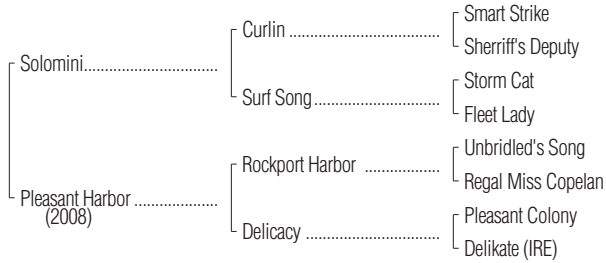 Smart Strike
Curlin
Sherriff's Deputy
Solomini
Storm Cat
Surf Song
Fleet Lady
Unbridled's Song
Rockport Harbor
Regal Miss Copelan
Pleasant Harbor
(2008)
Pleasant Colony
Delicacy
Delikate (IRE)